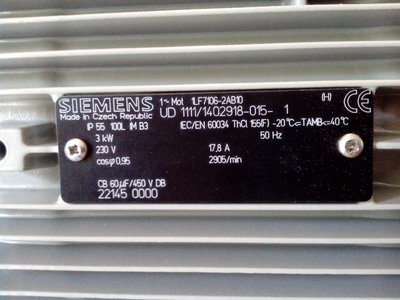 SIEMENS 1~ Mot 1LF7106-2AB10 (H) CE
Made in Czech Republic UD 1111/1402918-015- 1
IP 55 100L IM B3 IEC/EN 60034 ThCl 155(F) -20°C<=TAMB<=40°C
3 kW 50 Hz
230 V 17,8 A
cosφ 0,95 2905/min
CB 60µF/450 V DB
22145 0000